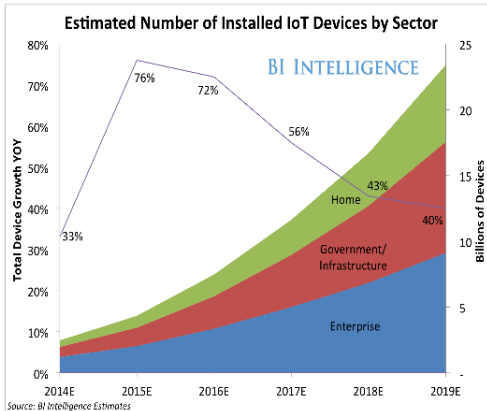 Estimated Number of Installed IoT Devices by Sector
BI INTELLIGENCE
80%
70%
60%
50%
40%
30%
20%
10%
0%
Total Device Growth YOY
76%
72%
56%
43%
40%
33%
Home
Government/
Infrastructure
Enterprise
25
20
15
10
5
-
Billions of Devices
2014E 2015E 2016E 2017E 2018E 2019E
Source: BI Intelligence Estimates